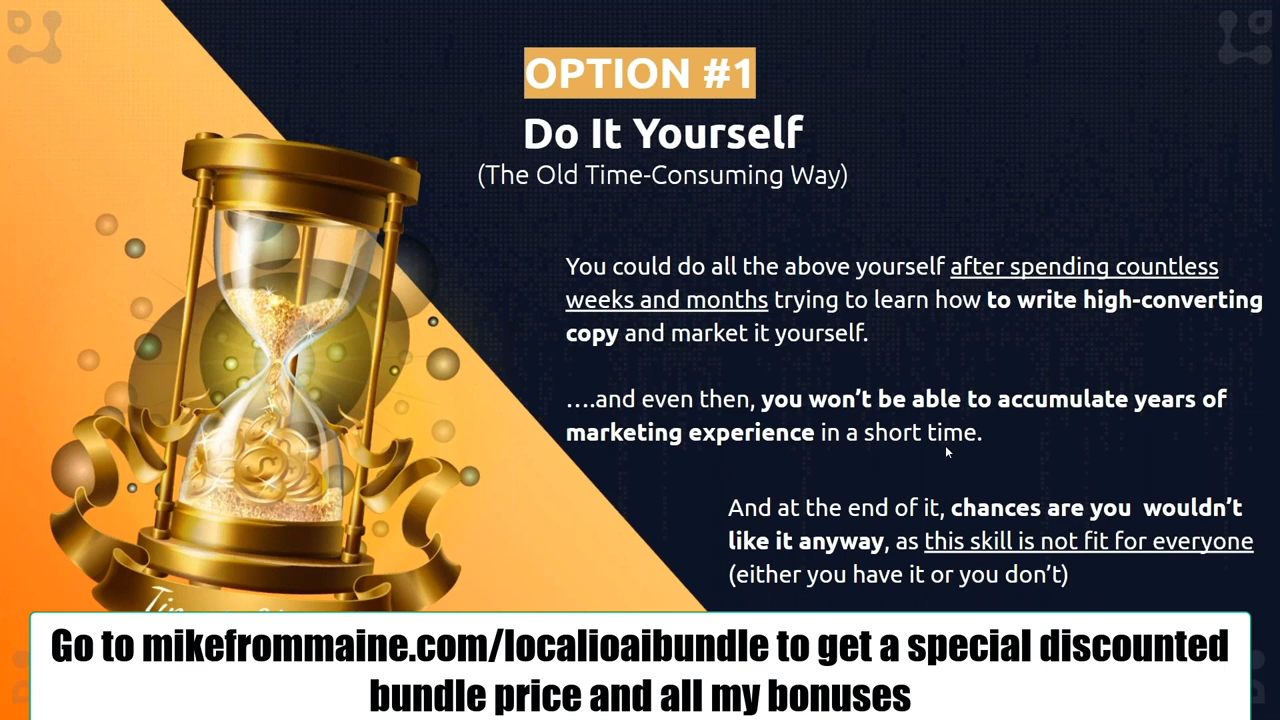 OPTION #1
Do It Yourself
(The Old Time-Consuming Way)
You could do all the above yourself after spending countless
weeks and months trying to learn how to write high-converting
copy and market it yourself.
….and even then, you won’t be able to accumulate years of
marketing experience in a short time.
And at the end of it, chances are you  wouldn’t
like it anyway, as this skill is not fit for everyone
(either you have it or you don’t)
Go to mikefrommaine.com/localioaibundle to get a special discounted
bundle price and all my bonuses